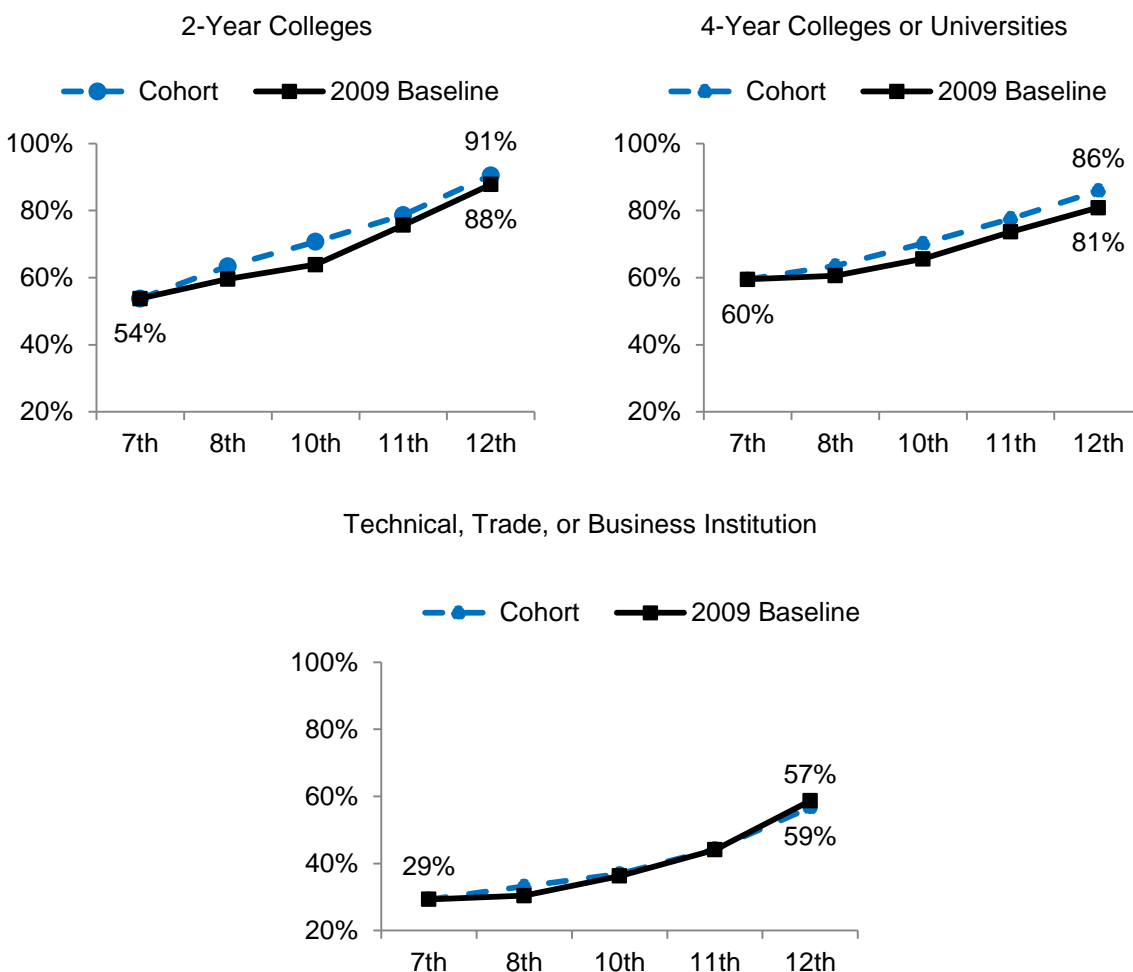 2-Year Colleges
Cohort 2009 Baseline
100%
80%
60%
40%
20%
91%
88%
54%
7th 8th 10th 11th 12th
4-Year Colleges or Universities
Cohort 2009 Baseline
100%
80%
60%
40%
20%
86%
81%
60%
7th 8th 10th 11th 12th
Technical, Trade, or Business Institution
Cohort 2009 Baseline
100%
80%
60%
40%
20%
57%
59%
29%
7th 8th 10th 11th 12th